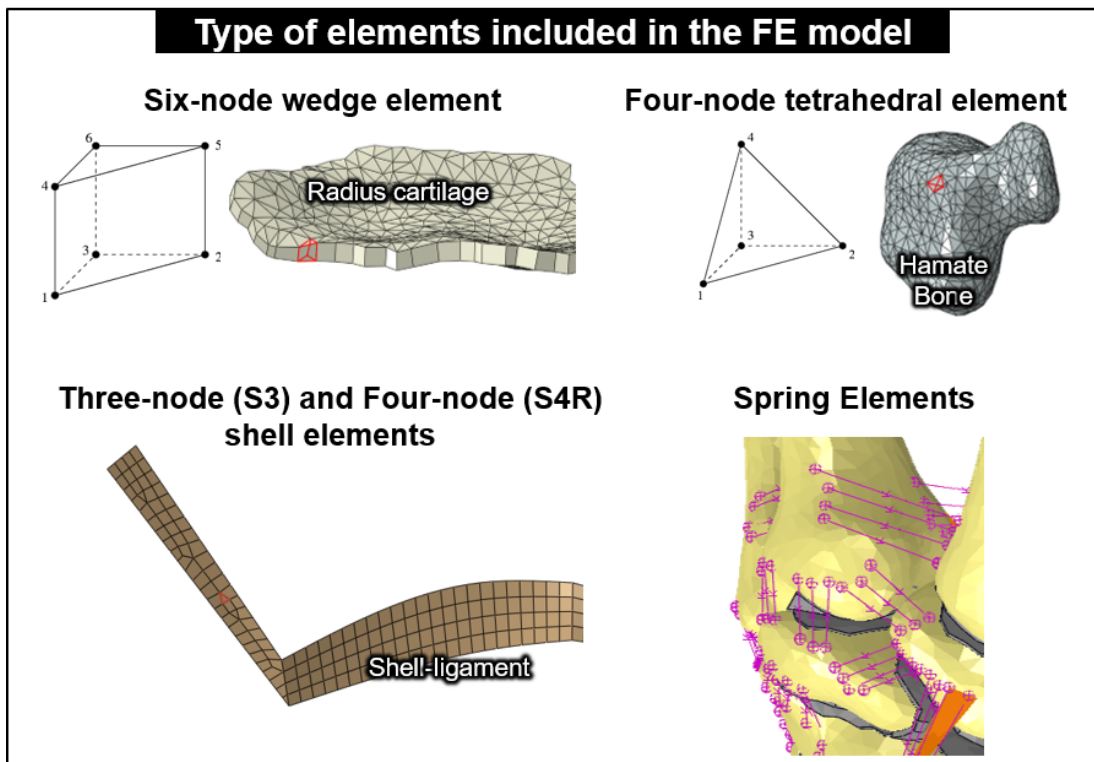 Type of elements included in the FE model
Six-node wedge element
Four-node tetrahedral element
6
5
4
3
2
1
Radius cartilage
4
3
2
1
Hamate
Bone
Three-node (S3) and Four-node (S4R)
shell elements
Spring Elements
Shell-ligament